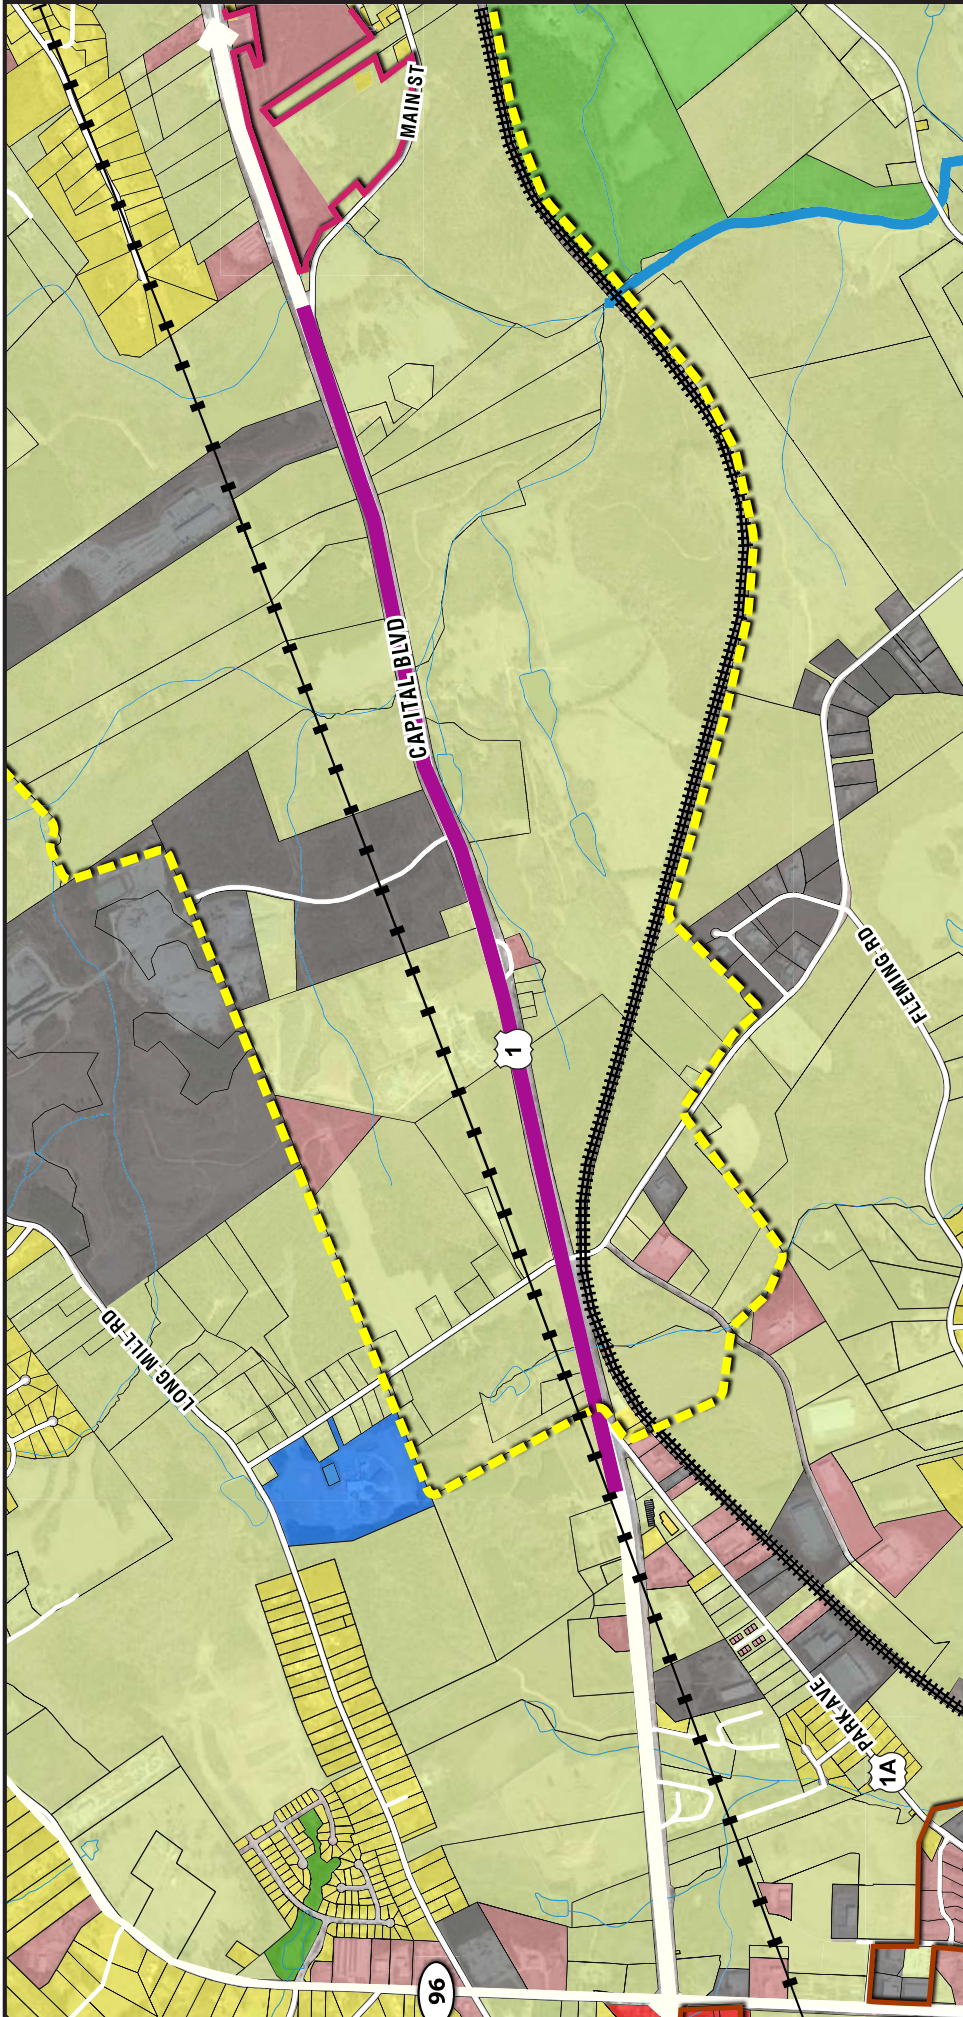 MAIN ST
CAPITAL BLVD
1
FLEMING RD
LONG MILL RD
PARK AVE
1A
96